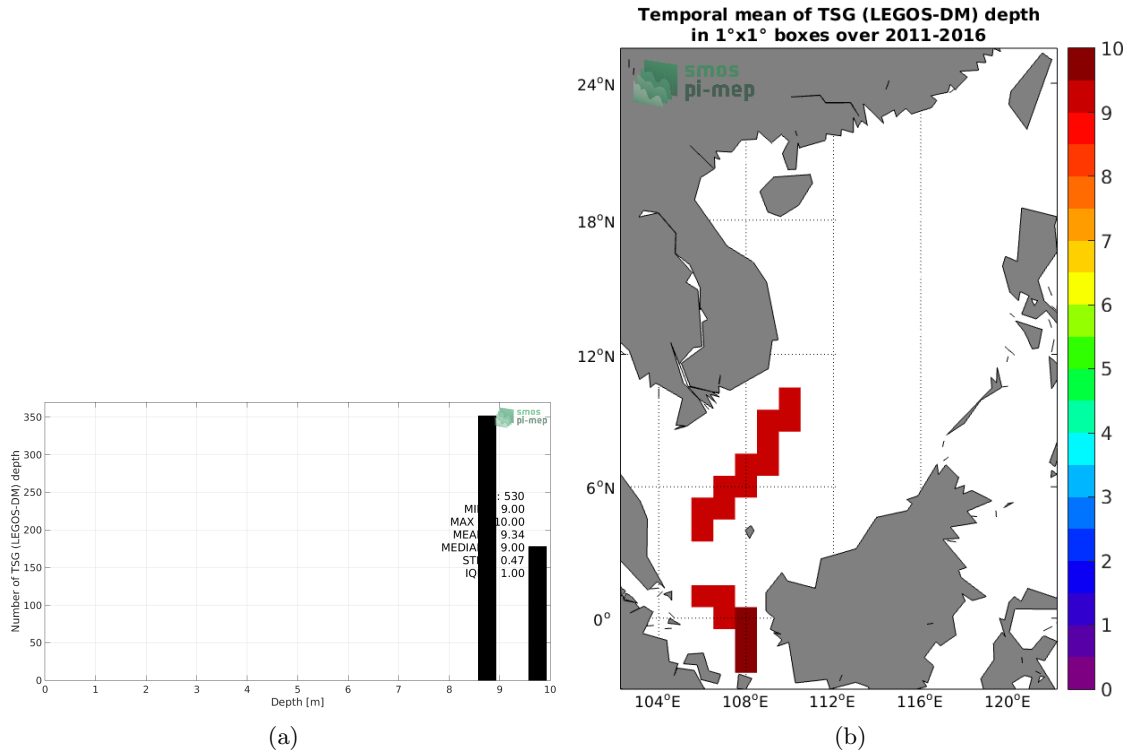 350
300
250
200
150
100
50
0
Number of TSG (LEGOS-DM) depth
smos
pi-mep
: 530
MI 9.00
MAX 10.00
MEA 9.34
MEDIAN 9.00
ST 0.47
IQ 1.00
0 1 2 3 4 5 6 7 8 9 10
Depth [m]
(a)
Temporal mean of TSG (LEGOS-DM) depth
in 1°x1° boxes over 2011-2016
smos
pi-mep
24°N
18°N
12°N
6°N
0°
104°E 108°E 112°E 116°E 120°E
10
9
8
7
6
5
4
3
2
1
0
(b)